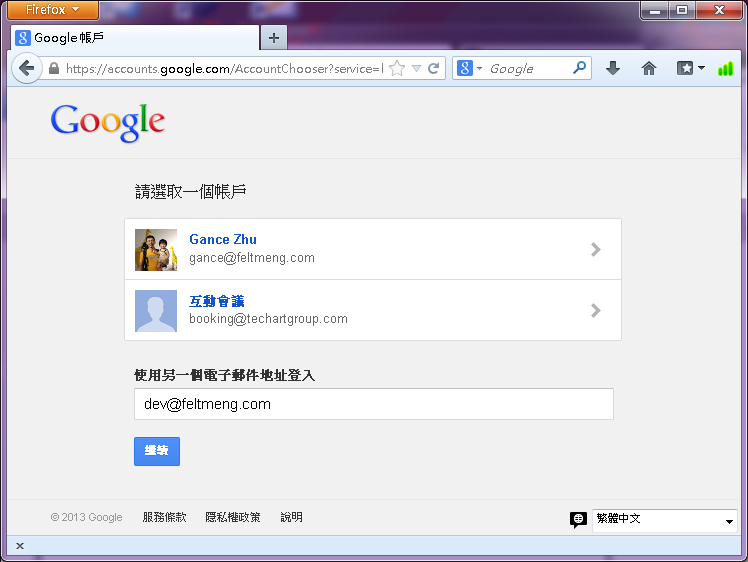 Firefox
Google 帳戶
https://accounts.google.com/AccountChooser?service=l
Google
Google
請選取一個帳戶
Gance Zhu
gance@feltmeng.com
互動會議
booking@techartgroup.com
使用另一個電子郵件地址登入
dev@feltmeng.com
繼續
© 2013 Google 服務條款 隱私權政策 說明
繁體中文